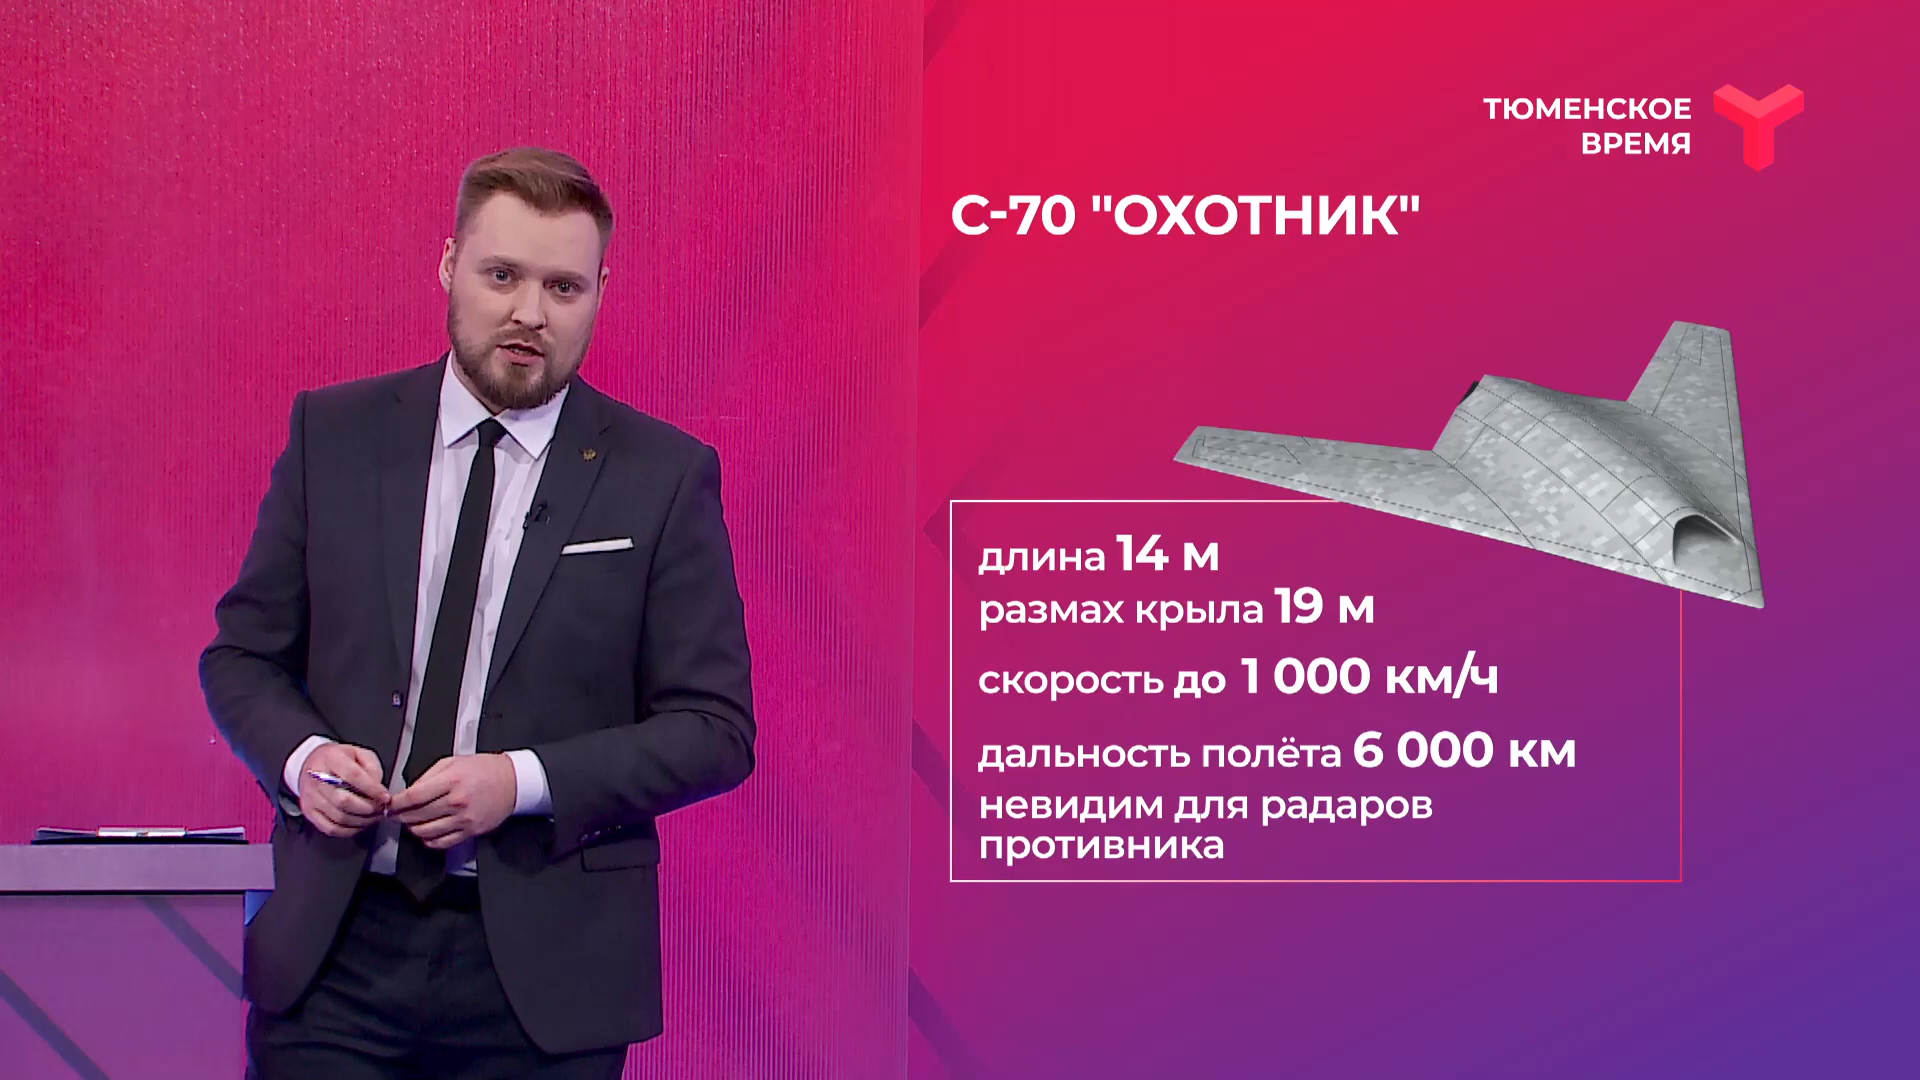 ТЮМЕНСКОЕ
ВРЕМЯ
С-70 "ОХОТНИК"
длина 14 м
размах крыла 19 м
скорость до 1 000 км/ч
дальность полёта 6 000 км
невидим для радаров
противника